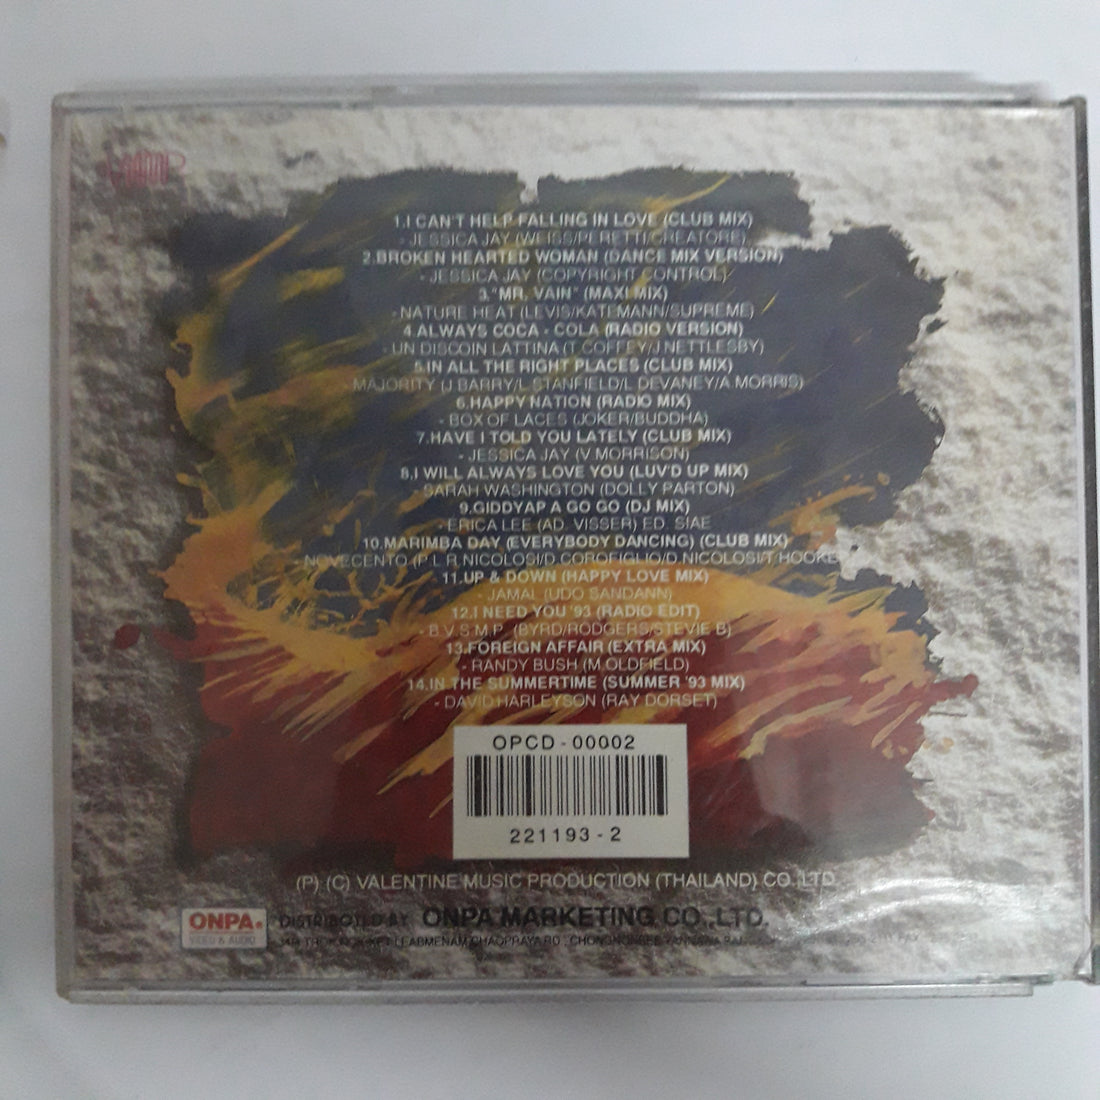 1.I CAN'T HELP FALLING IN LOVE (CLUB MIX)
- JESSICA JAY (WEISS/PERETTI/CREATORE)
2.BROKEN HEARTED WOMAN (DANCE MIX VERSION)
- JESSICA JAY (COPYRIGHT CONTROL)
3."MR. VAIN" (MAXI MIX)
- NATURE HEAT (LEVIS/KATEMANN/SUPREME)
4.ALWAYS COCA - COLA (RADIO VERSION)
- UN DISCOIN LATTINA (T.COFFEY/J.NETTLESBY)
5.IN ALL THE RIGHT PLACES (CLUB MIX)
- MAJORITY (J.BARRY/L.STANFIELD/L.DEVANEY/A.MORRIS)
6.HAPPY NATION (RADIO MIX)
- BOX OF LACES (JOKER/BUDDHA)
7.HAVE I TOLD YOU LATELY (CLUB MIX)
- JESSICA JAY (V.MORRISON)
8.I WILL ALWAYS LOVE YOU (LUV'D UP MIX)
- SARAH WASHINGTON (DOLLY PARTON)
9.GIDDYAP A GO GO (DJ MIX)
- ERICA LEE (AD. VISSER) ED. SIAE
10.MARIMBA DAY (EVERYBODY DANCING) (CLUB MIX)
- NOVECENTO (P.L.R.NICOLOSI/D.COROFIGLIO/D.NICOLOSI/T.HOOKE
11.UP & DOWN (HAPPY LOVE MIX)
- JAMAL (UDO SANDANN)
12.I NEED YOU '93 (RADIO EDIT)
- B.V.S.M.P. (BYRD/RODGERS/STEVIE B)
13.FOREIGN AFFAIR (EXTRA MIX)
- RANDY BUSH (M.OLDFIELD)
14.IN THE SUMMERTIME (SUMMER '93 MIX)
- DAVID HARLEYSON (RAY DORSET)
OPCD - 00002
221193 - 2
(P) (C) VALENTINE MUSIC PRODUCTION (THAILAND) CO.,LTD.
ONPA. DISTRIBUTED BY ONPA MARKETING CO.,LTD.
VIDEO & AUDIO